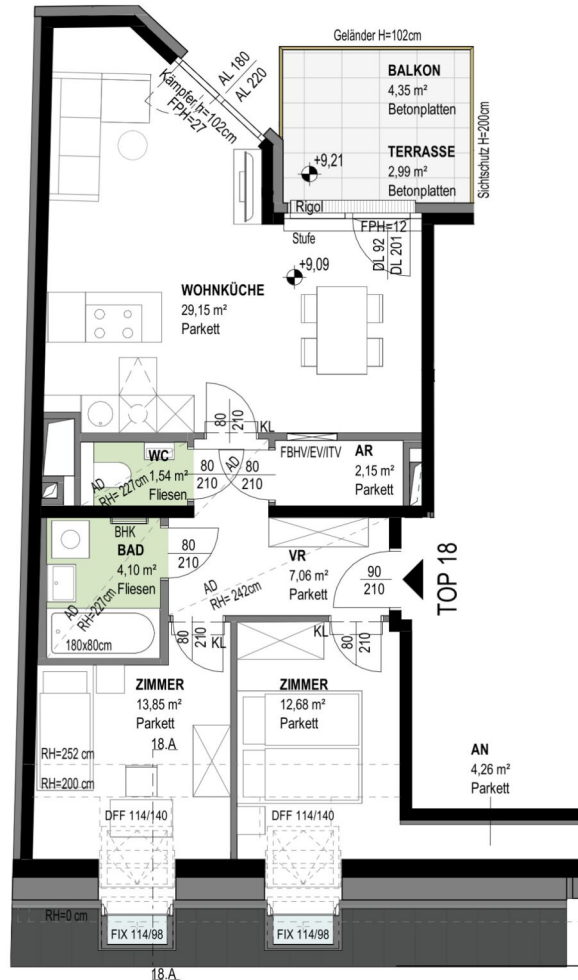 Geländer H=102cm
AL 180
AL 220
Kämpfer h=102cm
FPH=27
BALKON
4,35 m²
Betonplatten
TERRASSE
2,99 m²
Betonplatten
Sichtschutz H=200cm
+9,21
Rigol
Stufe
FPH=12
DL 92
DL 201
+9,09
WOHNKÜCHE
29,15 m²
Parkett
80
210
KL
WC
1,54 m²
Fliesen
AD
RH= 227cm
80
210
AD
80
210
FBHV/EV/ITV
AR
2,15 m²
Parkett
BHK
BAD
4,10 m²
Fliesen
AD
RH=227cm
180x80cm
80
210
VR
7,06 m²
Parkett
AD
RH= 242cm
90
210
TOP 18
80
210
KL
KL
80
210
ZIMMER
13,85 m²
Parkett
18.A
ZIMMER
12,68 m²
Parkett
RH=252 cm
RH=200 cm
AN
4,26 m²
Parkett
DFF 114/140
DFF 114/140
RH=0 cm
FIX 114/98
FIX 114/98
18.A